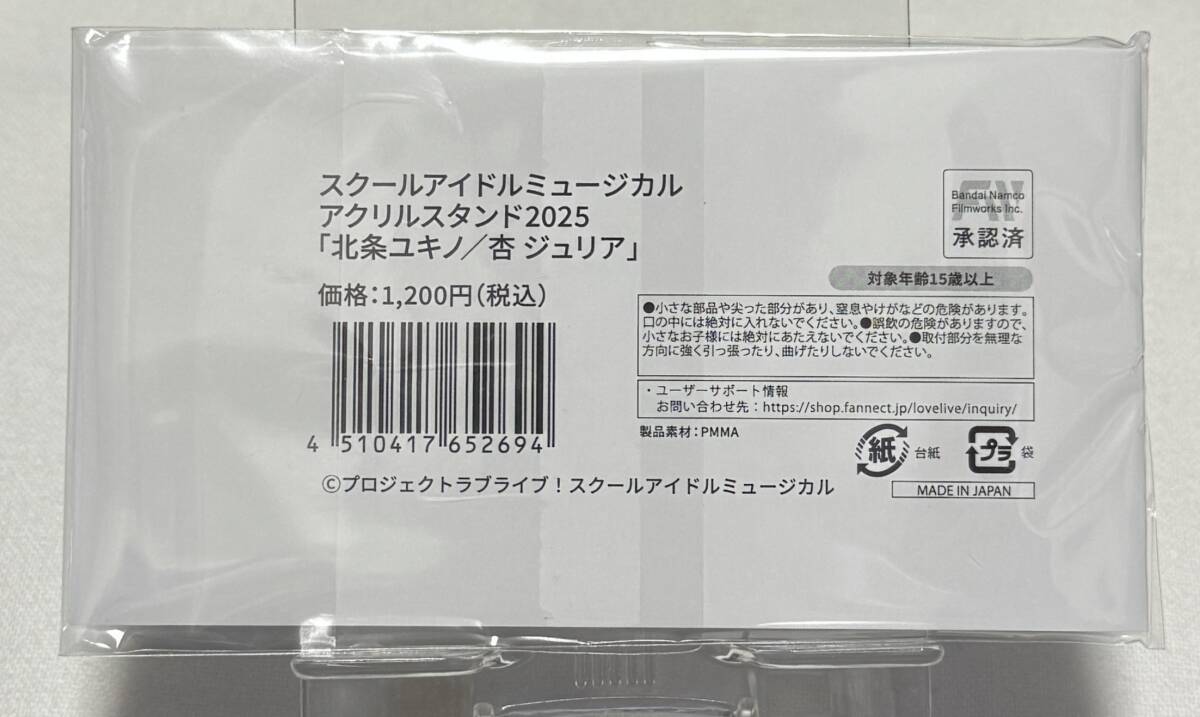 スクールアイドルミュージカル
アクリルスタンド2025
「北条ユキノ／杏 ジュリア」
価格：1,200円（税込）
4 510417 652694
©プロジェクトラブライブ！スクールアイドルミュージカル
FW
Bandai Namco
Filmworks Inc.
承認済
対象年齢15歳以上
●小さな部品や尖った部分があり、窒息やけがなどの危険があります。
口の中には絶対に入れないでください。●誤飲の危険がありますので、
小さなお子様には絶対にあたえないでください。●取付部分を無理な
方向に強く引っ張ったり、曲げたりしないでください。
・ユーザーサポート情報
お問い合わせ先：https://shop.fannect.jp/lovelive/inquiry/
製品素材：PMMA
紙 台紙
プラ 袋
MADE IN JAPAN